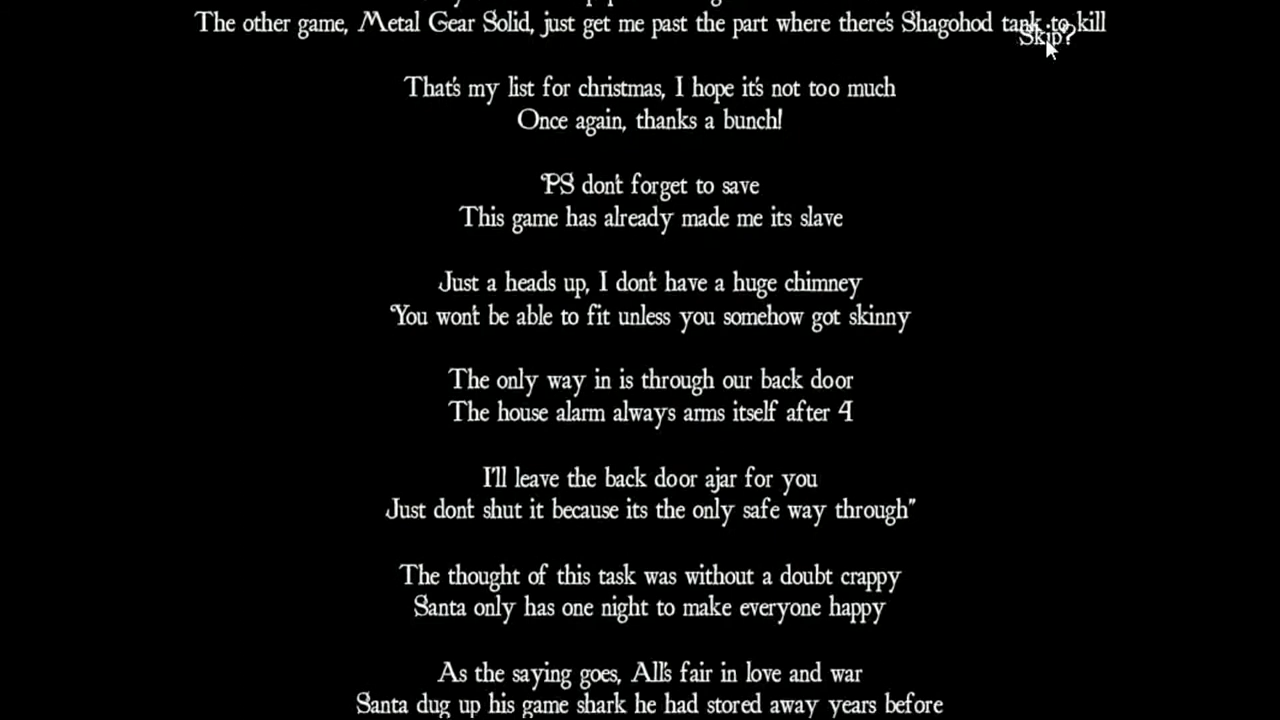 The other game, Metal Gear Solid, just get me past the part where there's Shagohod tank to kill
Skip?
That's my list for christmas, I hope it's not too much
Once again, thanks a bunch!
PS don't forget to save
This game has already made me its slave
Just a heads up, I don't have a huge chimney
You won't be able to fit unless you somehow got skinny
The only way in is through our back door
The house alarm always arms itself after 4
I'll leave the back door ajar for you
Just don't shut it because its the only safe way through"
The thought of this task was without a doubt crappy
Santa only has one night to make everyone happy
As the saying goes, All's fair in love and war
Santa dug up his game shark he had stored away years before